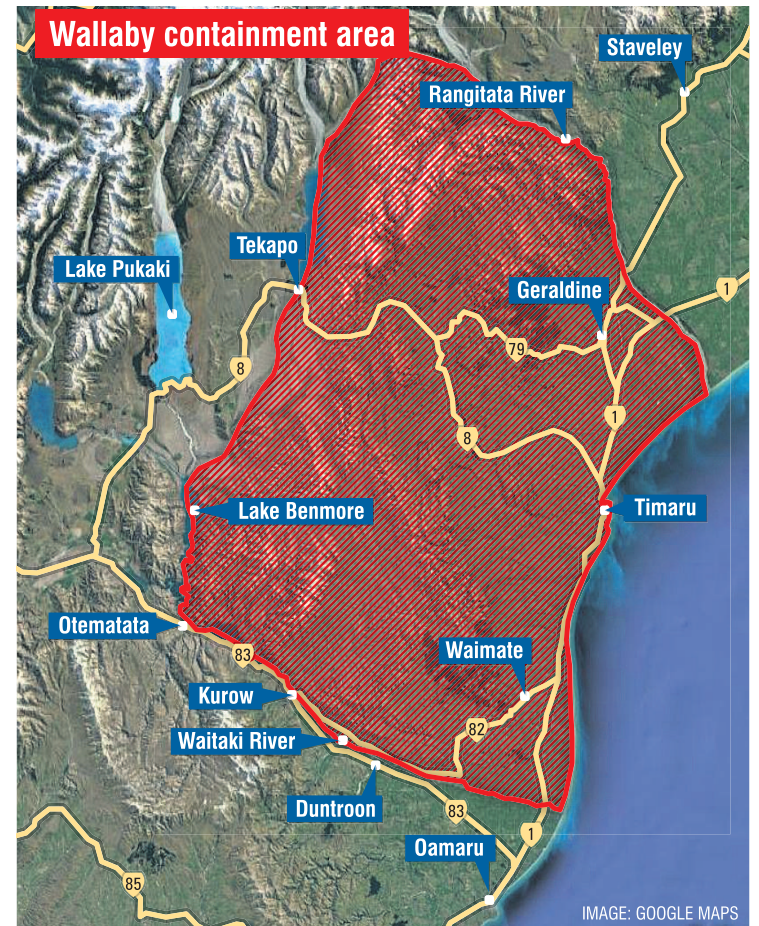 Wallaby containment area
Staveley
Rangitata River
Tekapo
Lake Pukaki
Geraldine
1
79
8
1
8
Lake Benmore
Timaru
Otematata
83
Waimate
Kurow
82
Waitaki River
Duntroon
83
1
Oamaru
85
IMAGE: GOOGLE MAPS